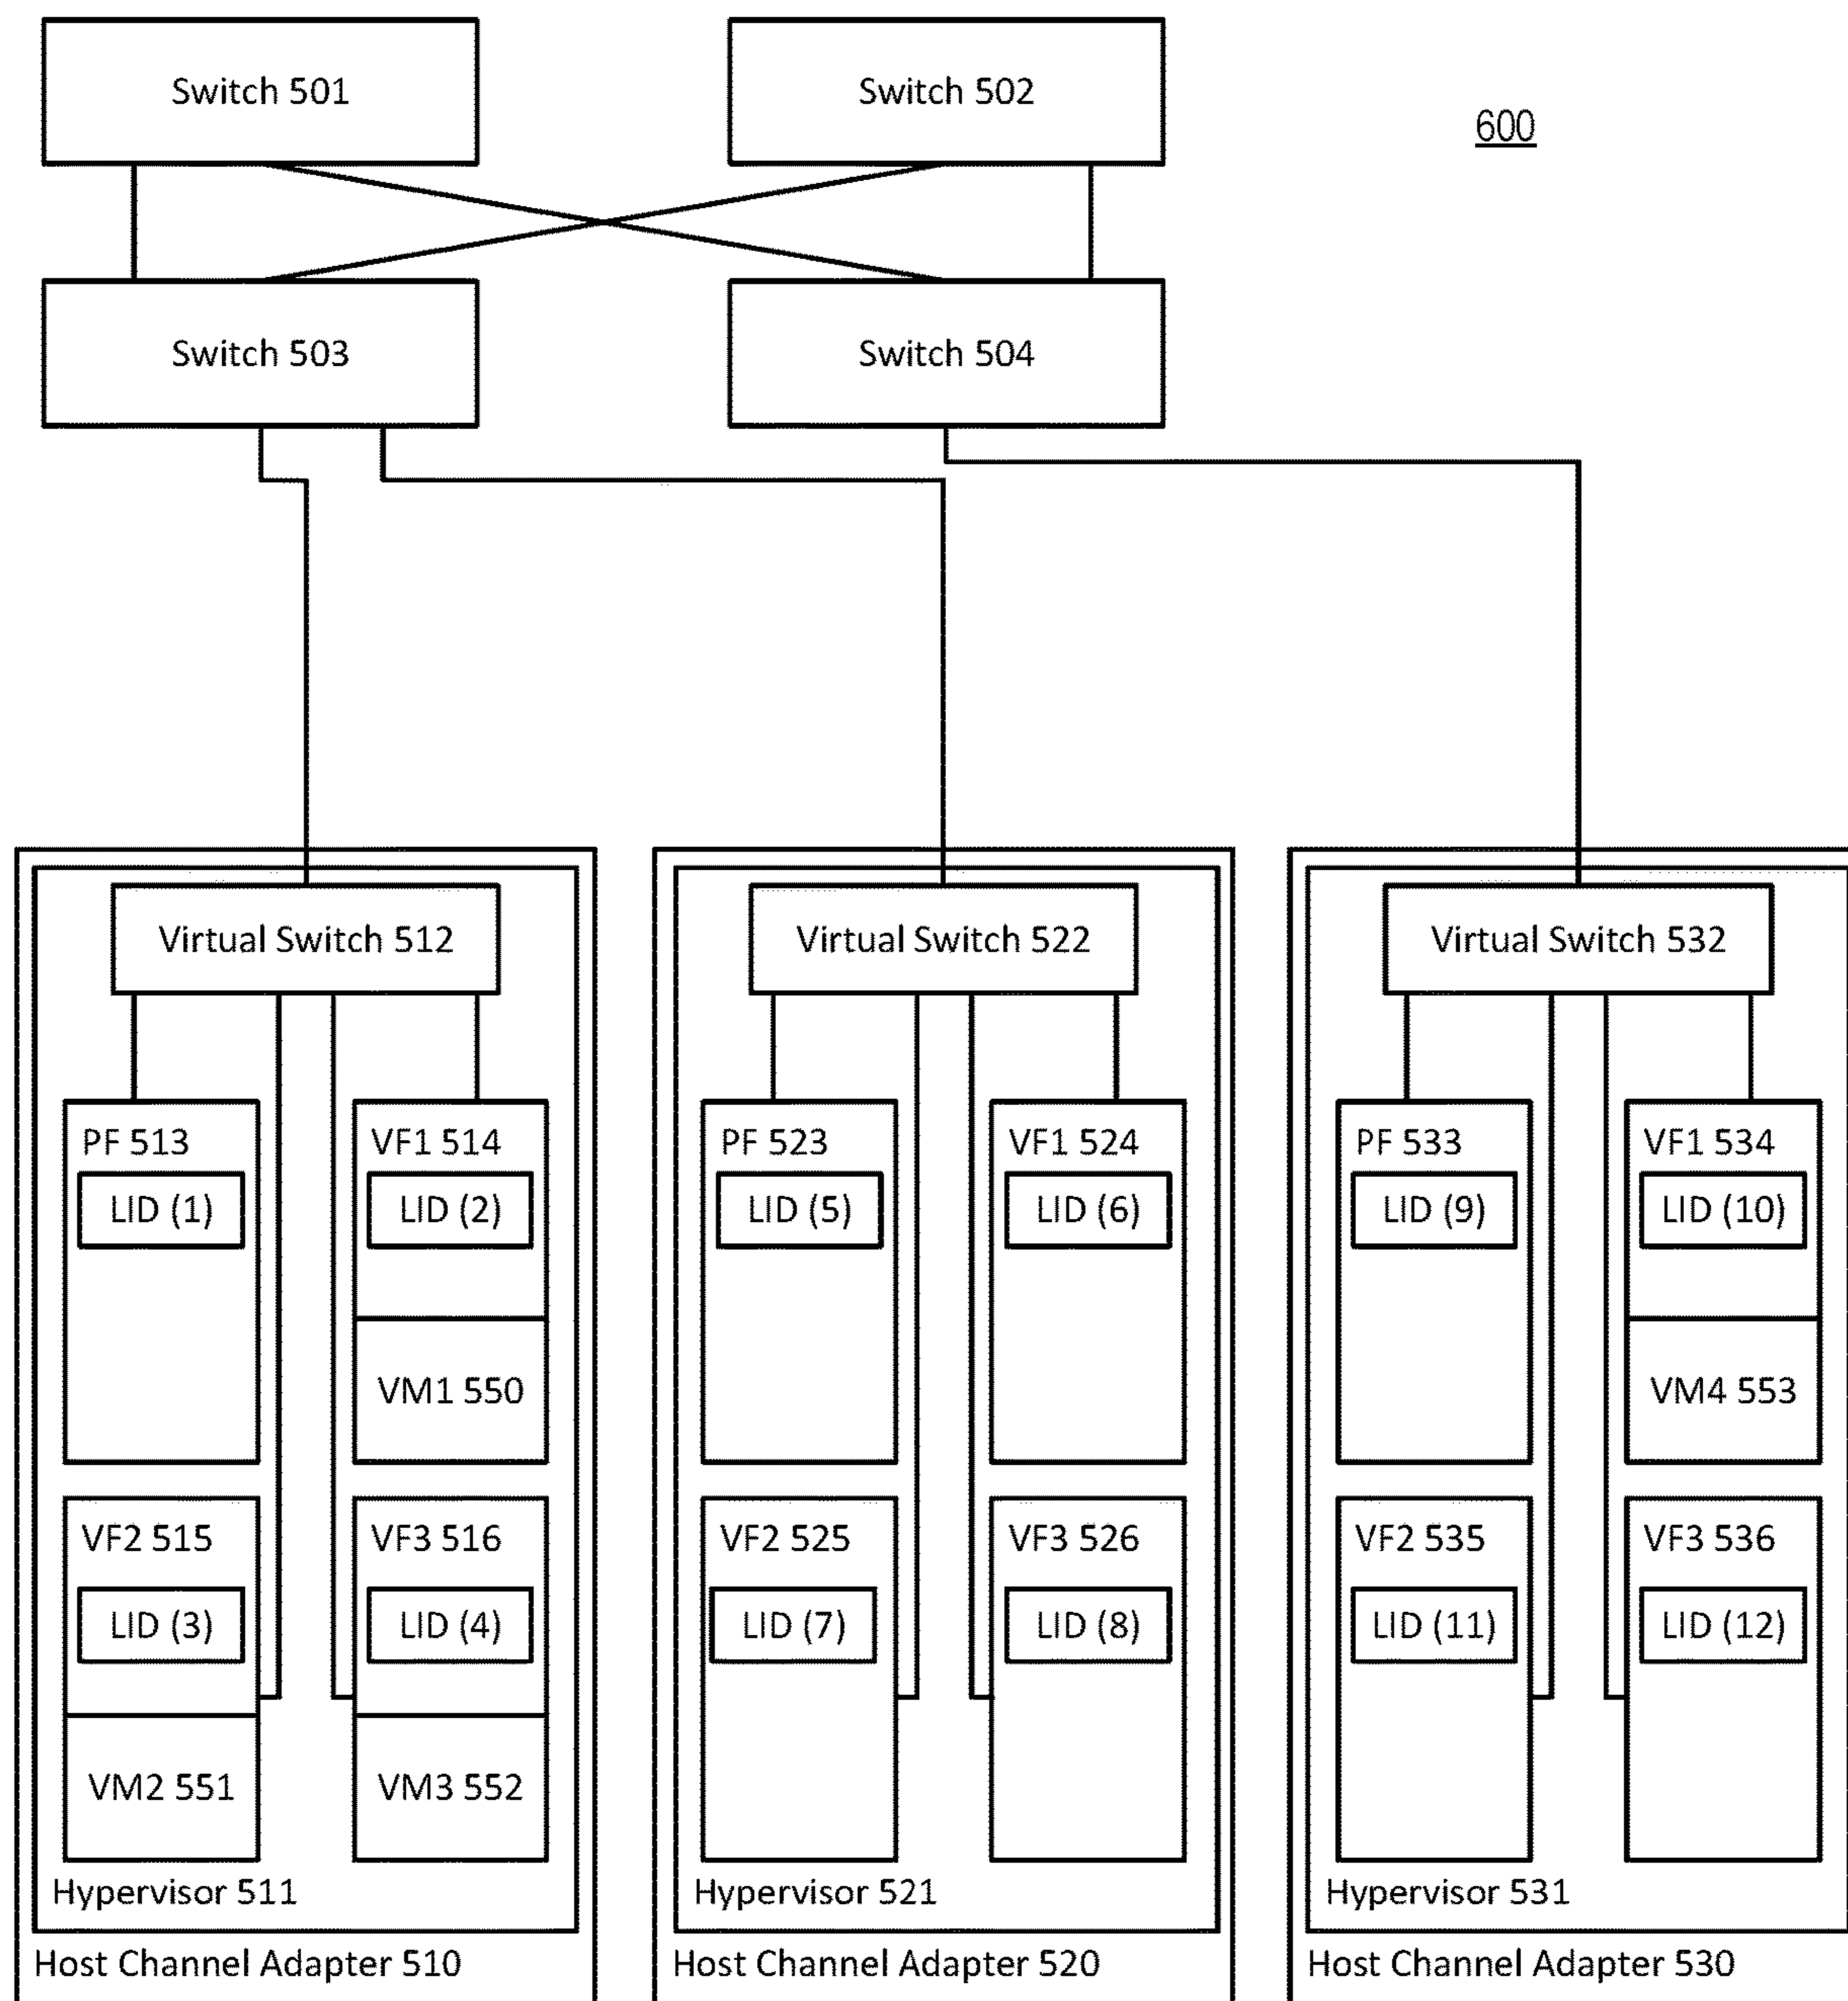 Switch 501
Switch 502
600
Switch 503
Switch 504
Virtual Switch 512
Virtual Switch 522
Virtual Switch 532
PF 513
LID (1)
VF1 514
LID (2)
VM1 550
VF2 515
LID (3)
VM2 551
VF3 516
LID (4)
VM3 552
Hypervisor 511
Host Channel Adapter 510
PF 523
LID (5)
VF1 524
LID (6)
VF2 525
LID (7)
VF3 526
LID (8)
Hypervisor 521
Host Channel Adapter 520
PF 533
LID (9)
VF1 534
LID (10)
VM4 553
VF2 535
LID (11)
VF3 536
LID (12)
Hypervisor 531
Host Channel Adapter 530